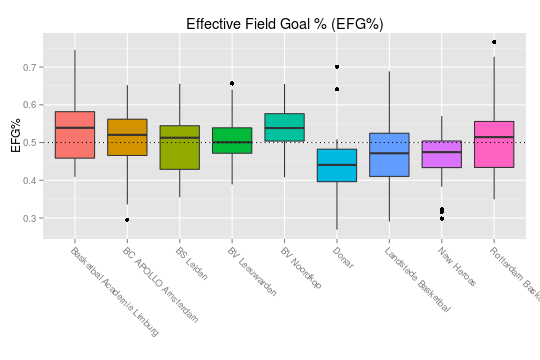 Effective Field Goal % (EFG%)
EFG%
0.7
0.6
0.5
0.4
0.3
Basketbal Academie Limburg
BC APOLLO Amsterdam
BS Leiden
BV Leeuwarden
BV Noordkop
Donar
Landstede Basketbal
New Heroes
Rotterdam Bask